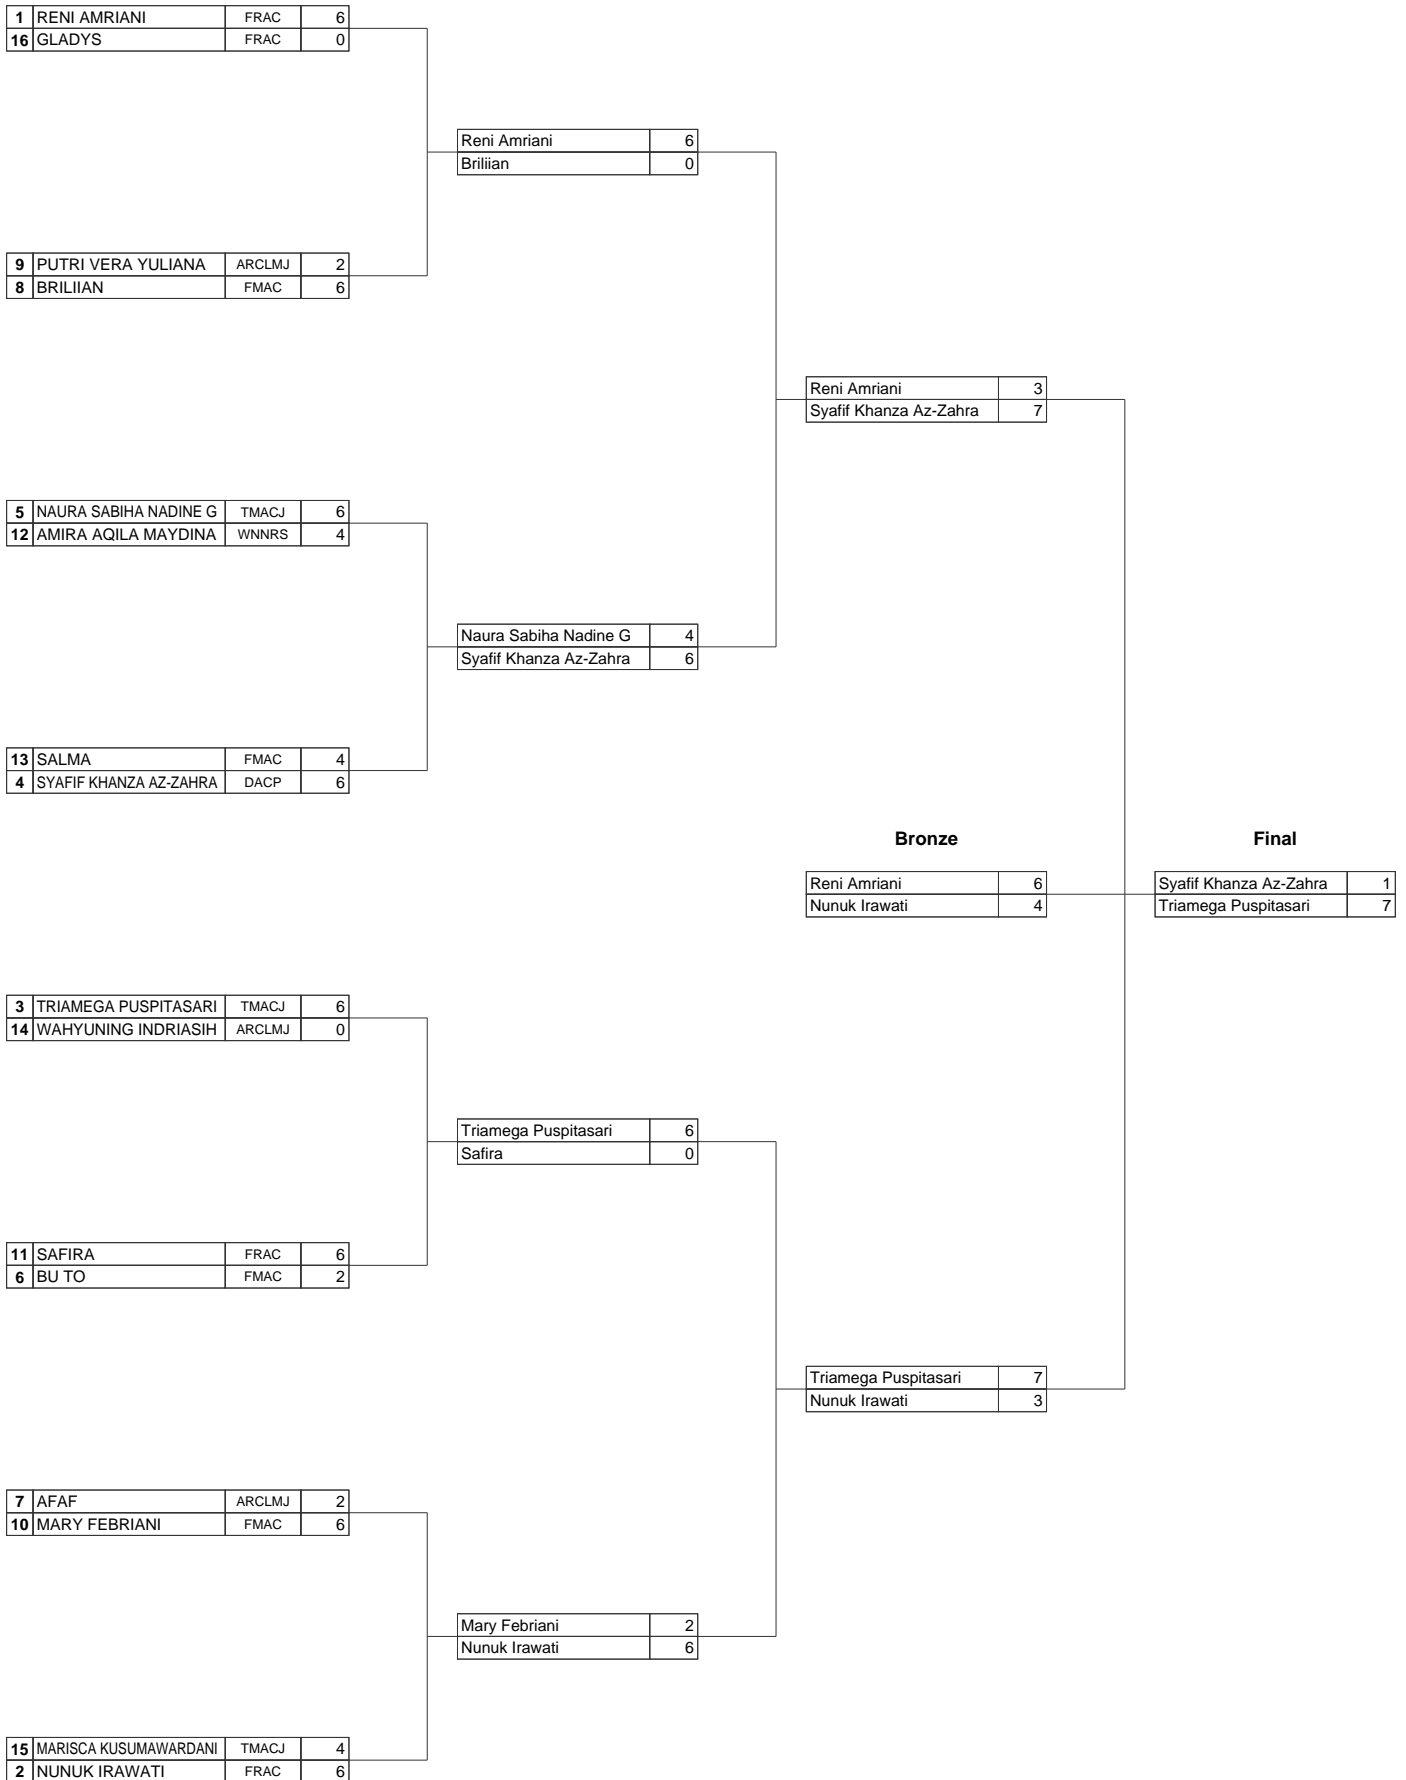 1 RENI AMRIANI FRAC 6
16 GLADYS FRAC 0
Reni Amriani 6
Briliian 0
9 PUTRI VERA YULIANA ARCLMJ 2
8 BRILIIAN FMAC 6
Reni Amriani 3
Syafif Khanza Az-Zahra 7
5 NAURA SABIHA NADINE G TMACJ 6
12 AMIRA AQILA MAYDINA WNNRS 4
Naura Sabiha Nadine G 4
Syafif Khanza Az-Zahra 6
13 SALMA FMAC 4
4 SYAFIF KHANZA AZ-ZAHRA DACP 6
Bronze Final
Reni Amriani 6 Syafif Khanza Az-Zahra 1
Nunuk Irawati 4 Triamega Puspitasari 7
3 TRIAMEGA PUSPITASARI TMACJ 6
14 WAHYUNING INDRIASIH ARCLMJ 0
Triamega Puspitasari 6
Safira 0
11 SAFIRA FRAC 6
6 BU TO FMAC 2
Triamega Puspitasari 7
Nunuk Irawati 3
7 AFAF ARCLMJ 2
10 MARY FEBRIANI FMAC 6
Mary Febriani 2
Nunuk Irawati 6
15 MARISCA KUSUMAWARDANI TMACJ 4
2 NUNUK IRAWATI FRAC 6